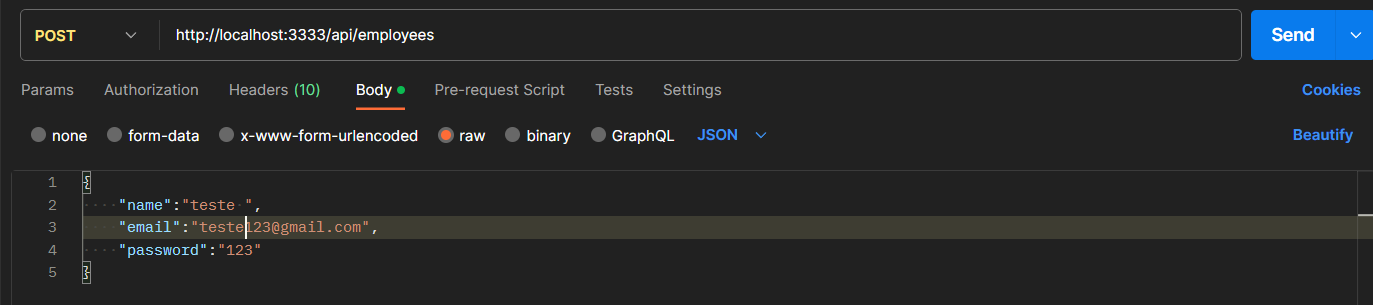 POST http://localhost:3333/api/employees Send
Params Authorization Headers (10) Body Pre-request Script Tests Settings Cookies
none form-data x-www-form-urlencoded raw binary GraphQL JSON Beautify
1 {
2 "name":"teste ",
3 "email":"teste123@gmail.com",
4 "password":"123"
5 }